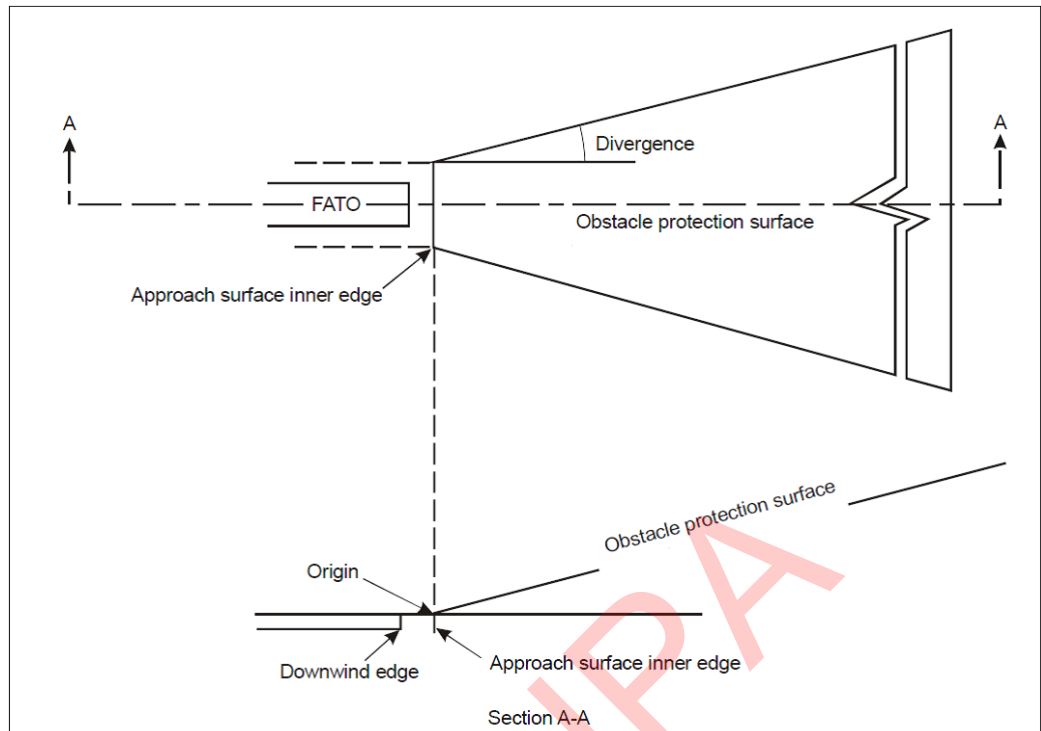 A
A
Divergence
FATO
Obstacle protection surface
Approach surface inner edge
Obstacle protection surface
Origin
Downwind edge
Approach surface inner edge
Section A-A